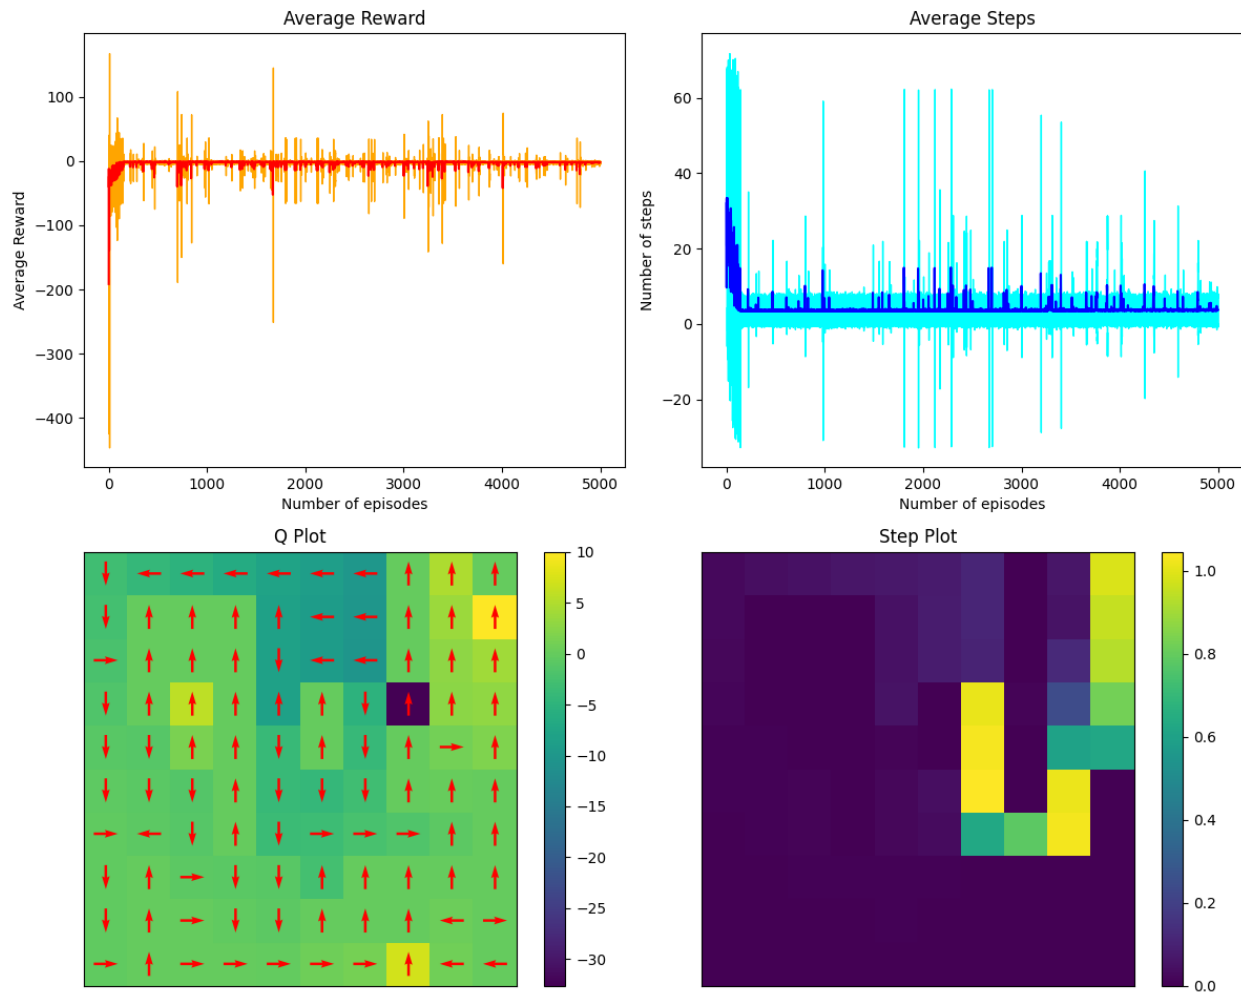 Average Reward
100
0
−100
−200
−300
−400
Average Reward
0 1000 2000 3000 4000 5000
Number of episodes
Average Steps
60
40
20
0
−20
Number of steps
0 1000 2000 3000 4000 5000
Number of episodes
Q Plot
10
5
0
−5
−10
−15
−20
−25
−30
Step Plot
1.0
0.8
0.6
0.4
0.2
0.0